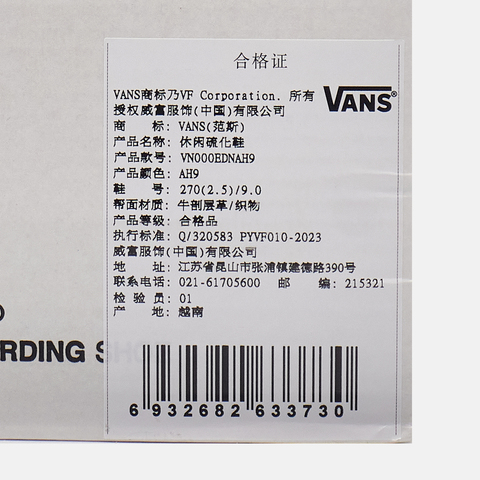 合格证
VANS商标乃VF Corporation. 所有
VANS®
授权威富服饰(中国)有限公司
商 标: VANS(范斯)
产品名称: 休闲硫化鞋
产品款号: VN000EDNAH9
产品颜色: AH9
鞋 号: 270(2.5)/9.0
帮面材质: 牛剖层革/织物
产品等级: 合格品
执行标准: Q/320583 PYVF010-2023
威富服饰(中国)有限公司
地 址: 江苏省昆山市张浦镇建德路390号
联系电话: 021-61705600 邮 编: 215321
检 验 员: 01
产 地: 越南
RDING S
6 932682 633730